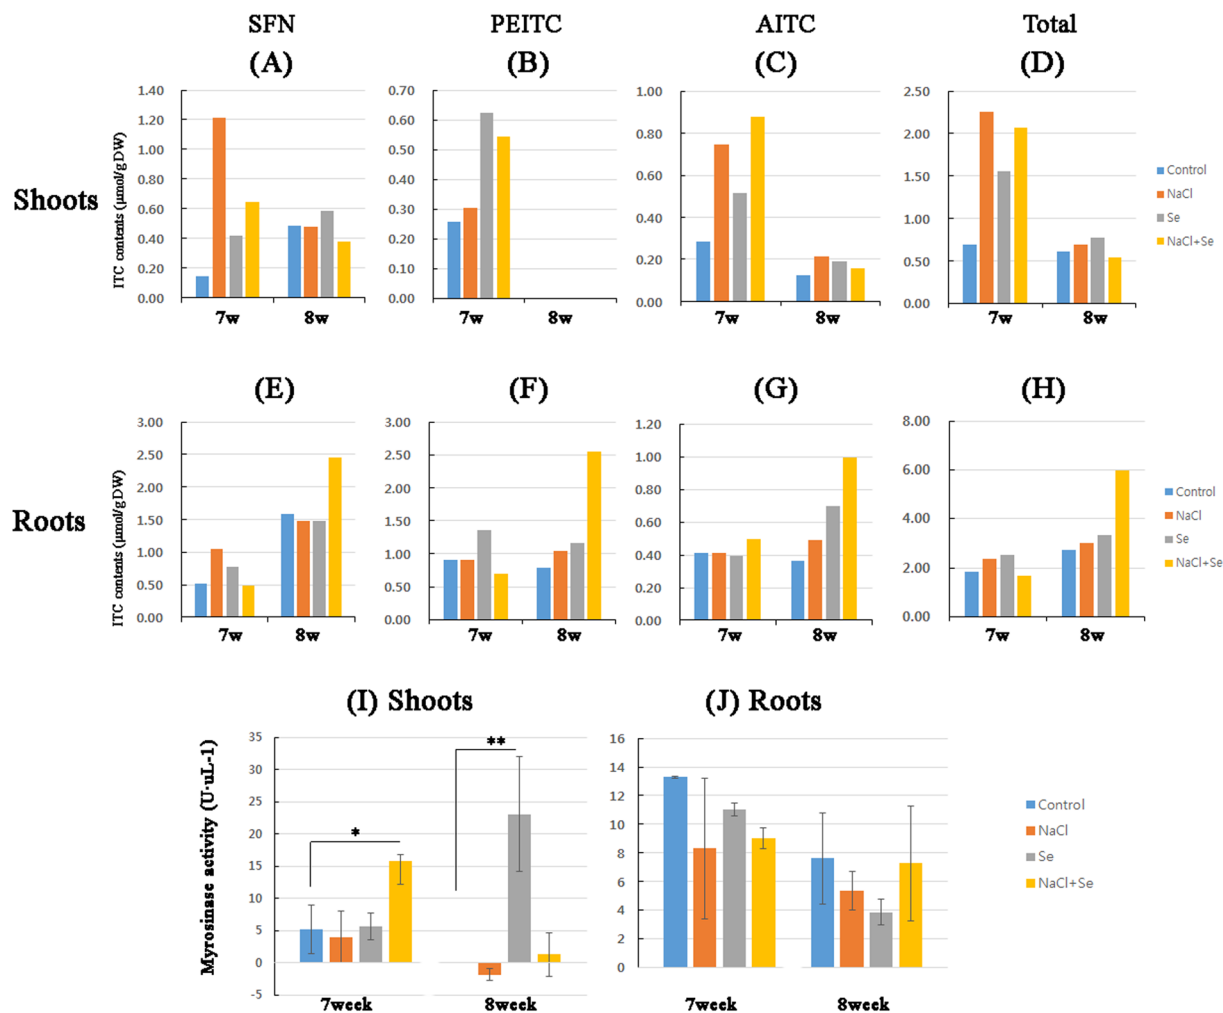 SFN PEITC AITC Total
(A) (B) (C) (D)
Shoots
ITC contents (μmol/gDW)
1.40
1.20
1.00
0.80
0.60
0.40
0.20
0.00
7w 8w
0.70
0.60
0.50
0.40
0.30
0.20
0.10
0.00
7w 8w
1.00
0.80
0.60
0.40
0.20
0.00
7w 8w
2.50
2.00
1.50
1.00
0.50
0.00
7w 8w
Control
NaCl
Se
NaCl+Se
(E) (F) (G) (H)
Roots
ITC contents (μmol/gDW)
3.00
2.50
2.00
1.50
1.00
0.50
0.00
7w 8w
3.00
2.50
2.00
1.50
1.00
0.50
0.00
7w 8w
1.20
1.00
0.80
0.60
0.40
0.20
0.00
7w 8w
8.00
6.00
4.00
2.00
0.00
7w 8w
Control
NaCl
Se
NaCl+Se
(I) Shoots (J) Roots
Myrosinase activity (U·uL-1)
35
30
25
20
15
10
5
0
-5
*
**
7week 8week
16
14
12
10
8
6
4
2
0
7week 8week
Control
NaCl
Se
NaCl+Se